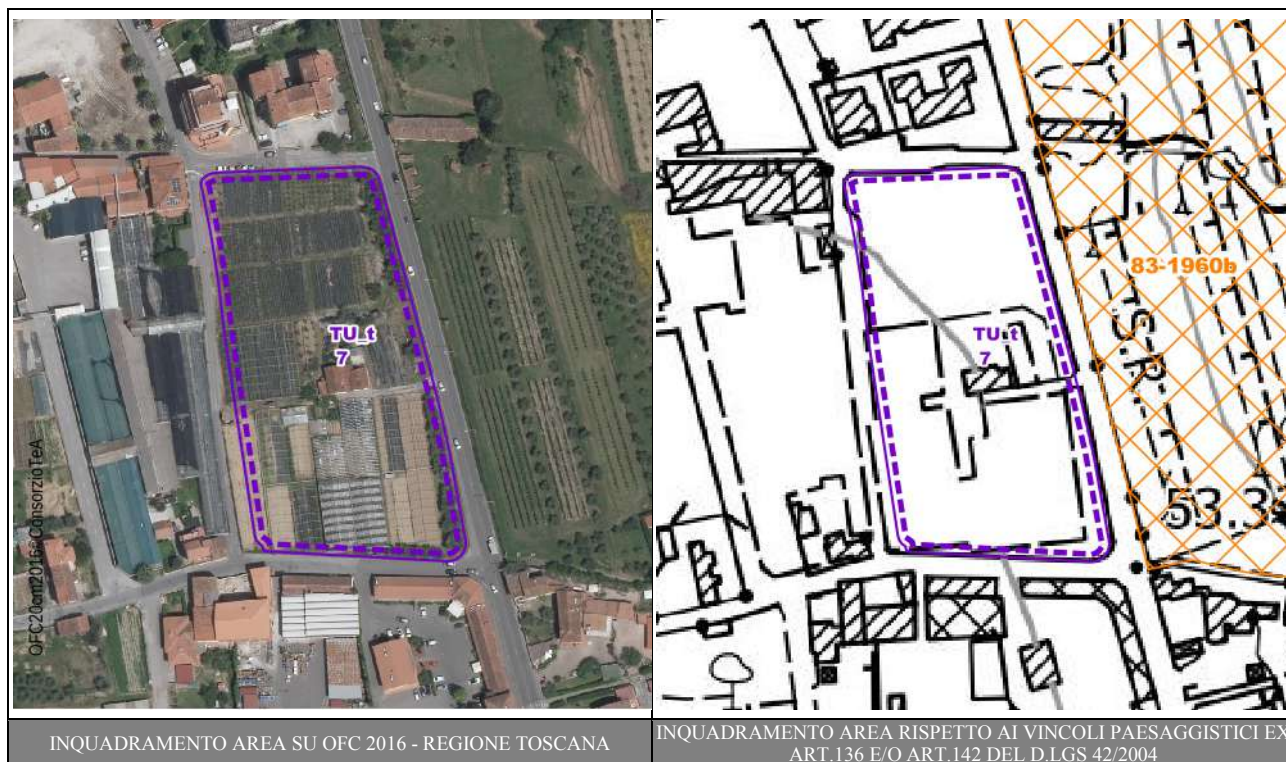 TU_t
7
OFC20cm2016: ConsorzioTeA
83-1960b
TU_t
7
S.R.
53.3
INQUADRAMENTO AREA SU OFC 2016 - REGIONE TOSCANA
INQUADRAMENTO AREA RISPETTO AI VINCOLI PAESAGGISTICI EX
ART.136 E/O ART.142 DEL D.LGS 42/2004